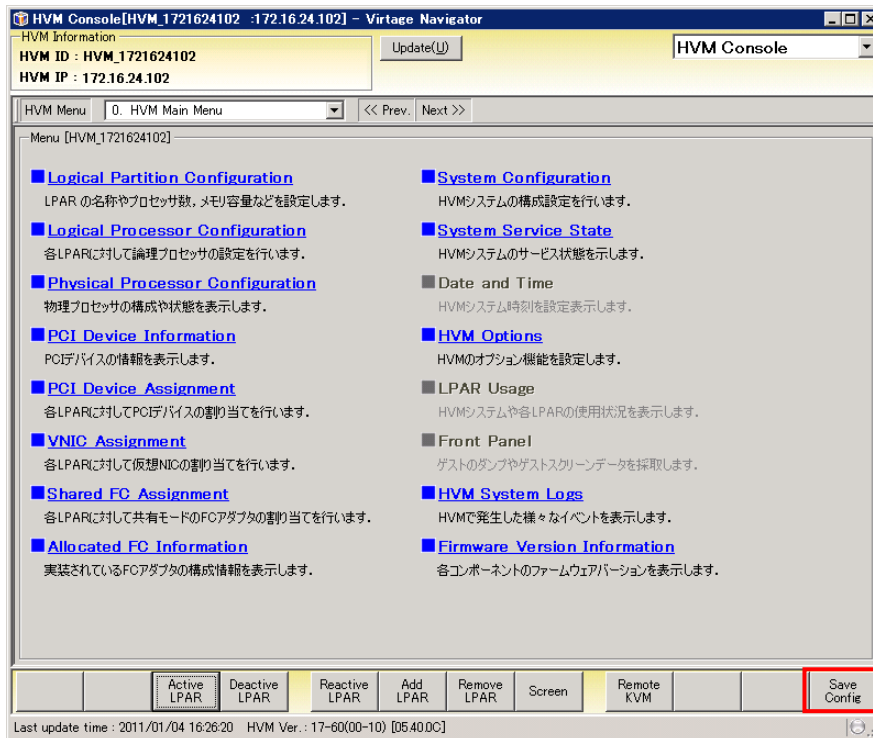 HVM Console[HVM_1721624102 :172.16.24.102] - Virtage Navigator
HVM Information
HVM ID : HVM_1721624102
HVM IP : 172.16.24.102
Update(U)
HVM Console
HVM Menu
0. HVM Main Menu
<< Prev. Next >>
Menu [HVM_1721624102]
Logical Partition Configuration
LPAR の名称やプロセッサ数, メモリ容量などを設定します.
Logical Processor Configuration
各LPARに対して論理プロセッサの設定を行います.
Physical Processor Configuration
物理プロセッサの構成や状態を表示します.
PCI Device Information
PCIデバイスの情報を表示します.
PCI Device Assignment
各LPARに対してPCIデバイスの割り当てを行います.
VNIC Assignment
各LPARに対して仮想NICの割り当てを行います.
Shared FC Assignment
各LPARに対して共有モードのFCアダプタの割り当てを行います.
Allocated FC Information
実装されているFCアダプタの構成情報を表示します.
System Configuration
HVMシステムの構成設定を行います.
System Service State
HVMシステムのサービス状態を示します.
Date and Time
HVMシステム時刻を設定表示します.
HVM Options
HVMのオプション機能を設定します.
LPAR Usage
HVMシステムや各LPARの使用状況を表示します.
Front Panel
ゲストのダンプやゲストスクリーンデータを採取します.
HVM System Logs
HVMで発生した様々なイベントを表示します.
Firmware Version Information
各コンポーネントのファームウェアバージョンを表示します.
Active LPAR
Deactive LPAR
Reactive LPAR
Add LPAR
Remove LPAR
Screen
Remote KVM
Save Config
Last update time : 2011/01/04 16:26:20 HVM Ver. : 17-60(00-10) [05.40.0C]